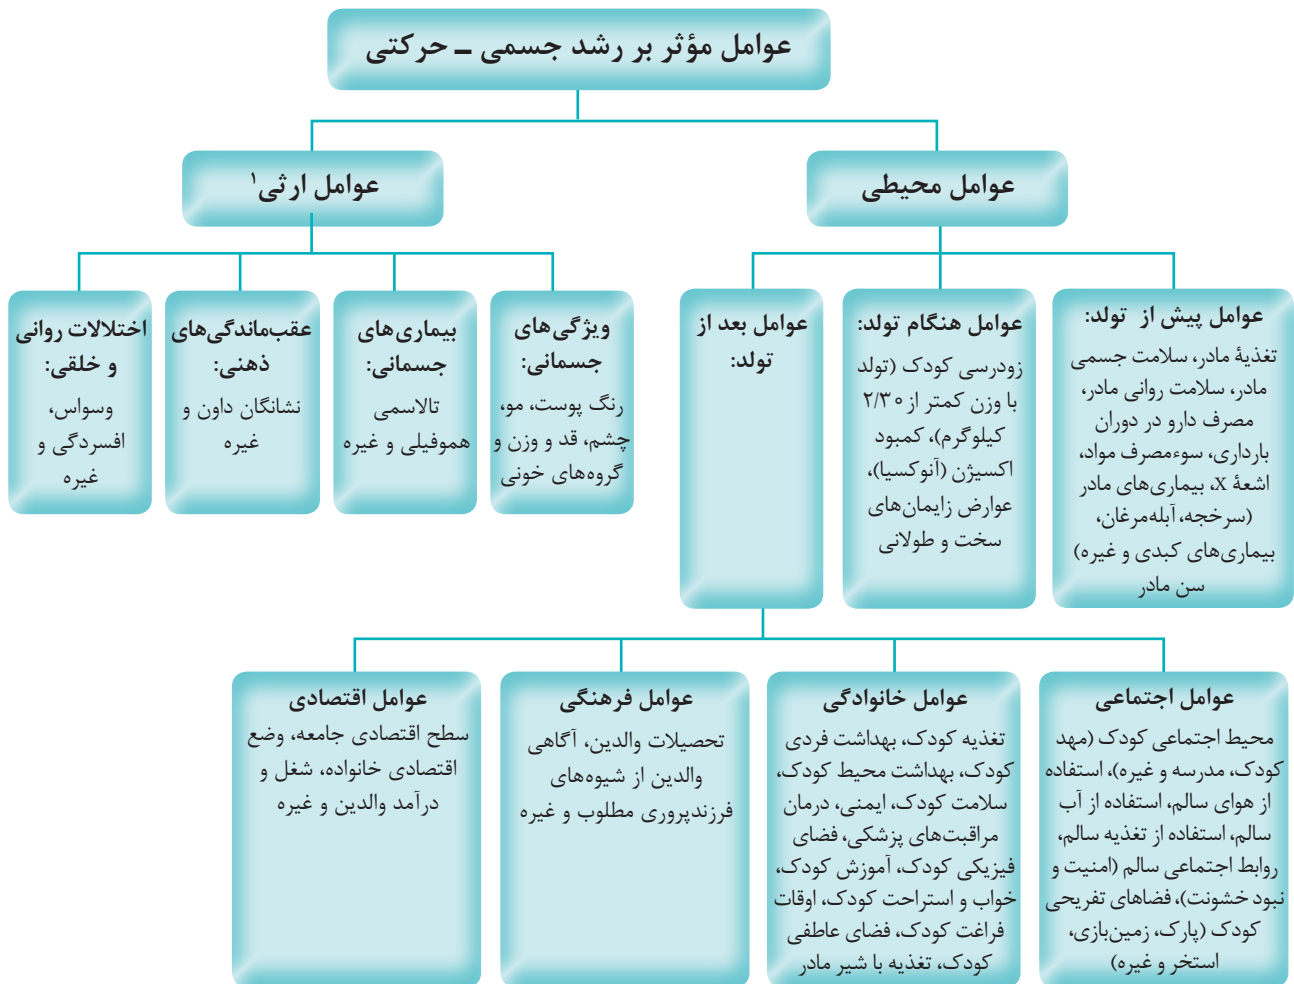 عوامل مؤثر بر رشد جسمی ـ حرکتی
عوامل محیطی
عوامل ارثی۱
عوامل پیش از تولد:
تغذیهٔ مادر، سلامت جسمی
مادر، سلامت روانی مادر،
مصرف دارو در دوران
بارداری، سوءمصرف مواد،
اشعهٔ X، بیماری‌های مادر
(سرخجه، آبله‌مرغان،
بیماری‌های کبدی و غیره)
سن مادر
عوامل هنگام تولد:
زودرسی کودک (تولد
با وزن کمتر از ۲/۳۰
کیلوگرم)، کمبود
اکسیژن (آنوکسیا)،
عوارض زایمان‌های
سخت و طولانی
عوامل بعد از
تولد:
ویژگی‌های
جسمانی:
رنگ پوست، مو،
چشم، قد و وزن و
گروه‌های خونی
بیماری‌های
جسمانی:
تالاسمی
هموفیلی و غیره
عقب‌ماندگی‌های
ذهنی:
نشانگان داون و
غیره
اختلالات روانی
و خلقی:
وسواس،
افسردگی و
غیره
عوامل اجتماعی
محیط اجتماعی کودک (مهد
کودک، مدرسه و غیره)، استفاده
از هوای سالم، استفاده از آب
سالم، استفاده از تغذیه سالم،
روابط اجتماعی سالم (امنیت و
نبود خشونت)، فضاهای تفریحی
کودک (پارک، زمین‌بازی،
استخر و غیره)
عوامل خانوادگی
تغذیه کودک، بهداشت فردی
کودک، بهداشت محیط کودک،
سلامت کودک، ایمنی، درمان
مراقبت‌های پزشکی، فضای
فیزیکی کودک، آموزش کودک،
خواب و استراحت کودک، اوقات
فراغت کودک، فضای عاطفی
کودک، تغذیه با شیر مادر
عوامل فرهنگی
تحصیلات والدین، آگاهی
والدین از شیوه‌های
فرزندپروری مطلوب و غیره
عوامل اقتصادی
سطح اقتصادی جامعه، وضع
اقتصادی خانواده، شغل و
درآمد والدین و غیره